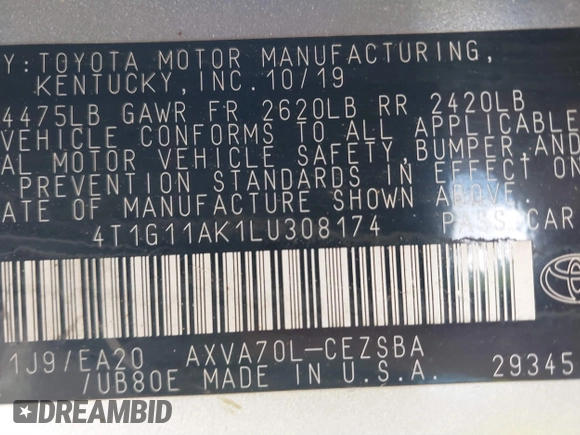 Y: TOYOTA MOTOR MANUFACTURING,
KENTUCKY, INC. 10/19
4475LB GAWR FR 2620LB RR 2420LB
VEHICLE CONFORMS TO ALL APPLICABLE
AL MOTOR VEHICLE SAFETY, BUMPER, AND
PREVENTION STANDARDS IN EFFECT ON
ATE OF MANUFACTURE SHOWN ABOVE.
4T1G11AK1LU308174 PASS.CAR
1J9/EA20 AXVA70L-CEZSBA
/UB80E MADE IN U.S.A. 29345
DREAMBID